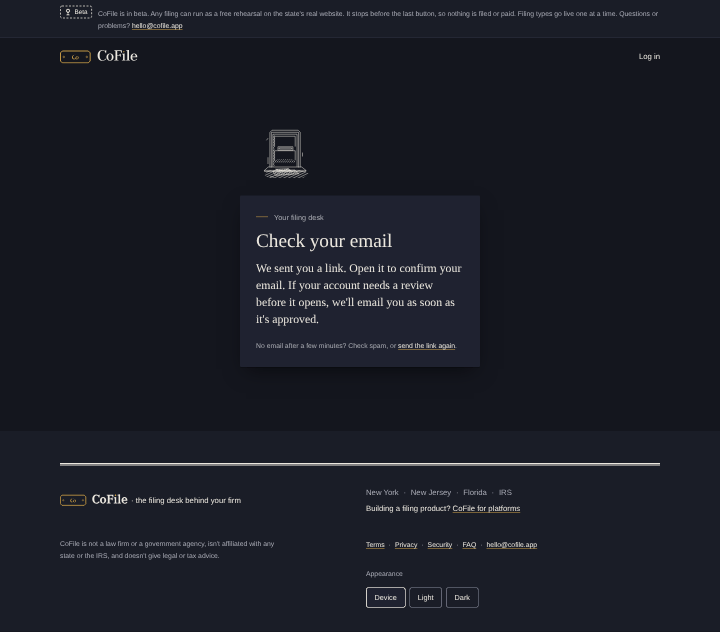 Beta
CoFile is in beta. Any filing can run as a free rehearsal on the state's real website. It stops before the last button, so nothing is filed or paid. Filing types go live one at a time. Questions or
problems? hello@cofile.app
Co CoFile
Log in
Your filing desk
Check your email
We sent you a link. Open it to confirm your
email. If your account needs a review
before it opens, we'll email you as soon as
it's approved.
No email after a few minutes? Check spam, or send the link again.
Co CoFile · the filing desk behind your firm
CoFile is not a law firm or a government agency, isn't affiliated with any
state or the IRS, and doesn't give legal or tax advice.
New York · New Jersey · Florida · IRS
Building a filing product? CoFile for platforms
Terms · Privacy · Security · FAQ · hello@cofile.app
Appearance
Device Light Dark